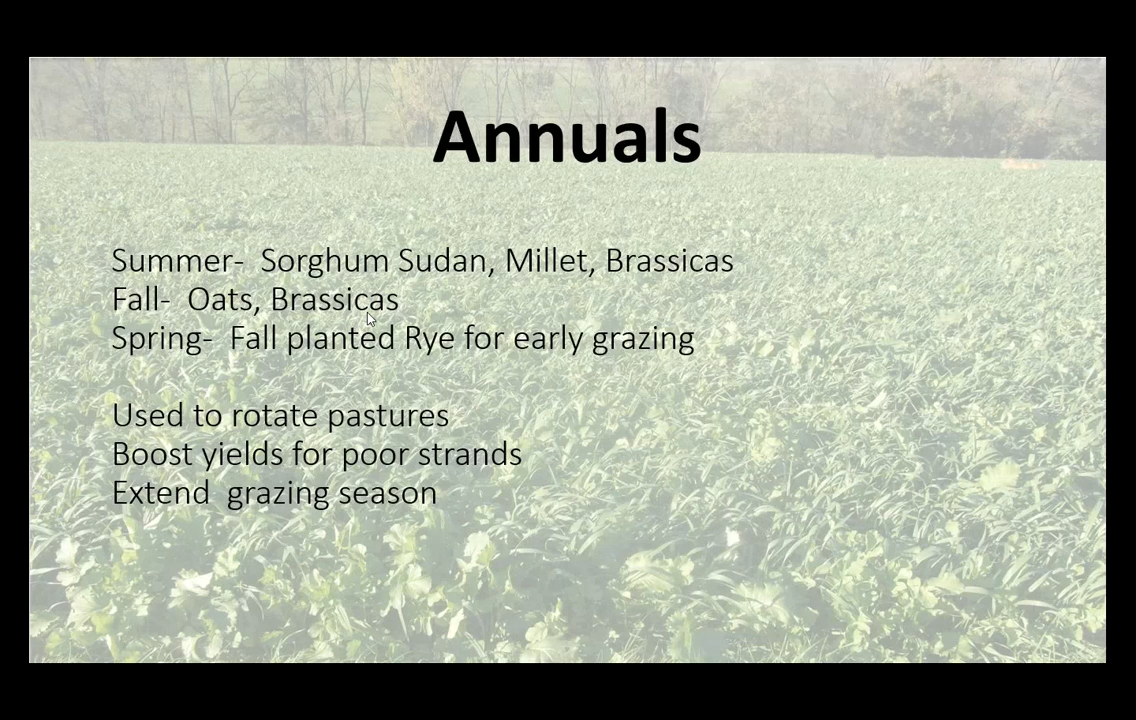 Annuals
Summer-  Sorghum Sudan, Millet, Brassicas
Fall-  Oats, Brassicas
Spring-  Fall planted Rye for early grazing
Used to rotate pastures
Boost yields for poor strands
Extend  grazing season